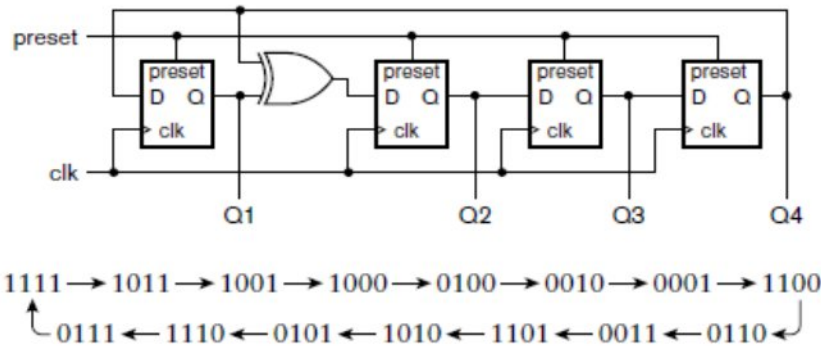 preset
preset preset preset preset
D Q D Q D Q D Q
clk clk clk clk
clk
Q1 Q2 Q3 Q4
1111 → 1011 → 1001 → 1000 → 0100 → 0010 → 0001 → 1100
0111 ← 1110 ← 0101 ← 1010 ← 1101 ← 0011 ← 0110